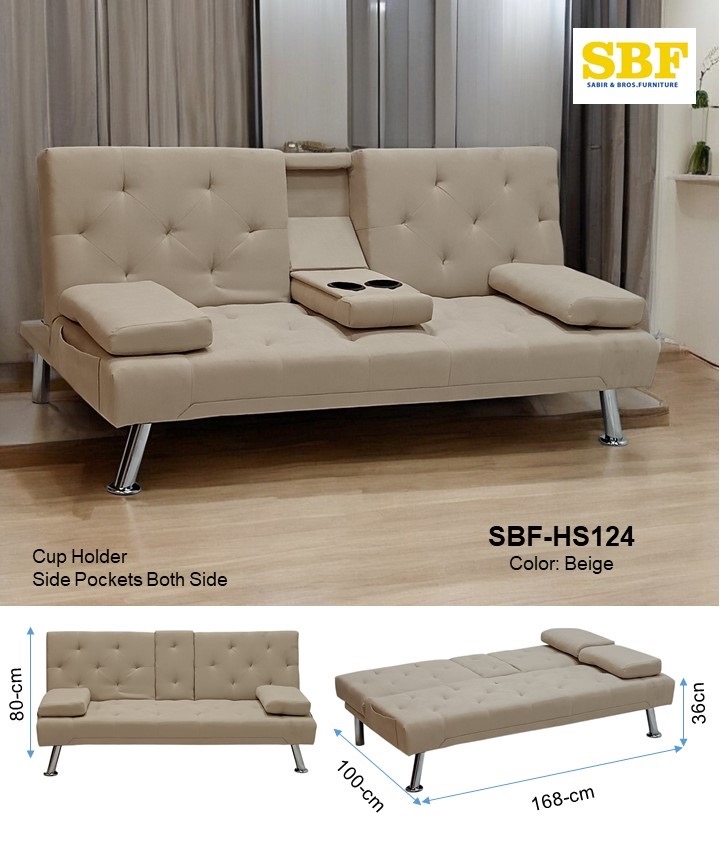 SBF
SABIR & BROS.FURNITURE
SBF-HS124
Color: Beige
Cup Holder
Side Pockets Both Side
80-cm
36cn
100-cm
168-cm